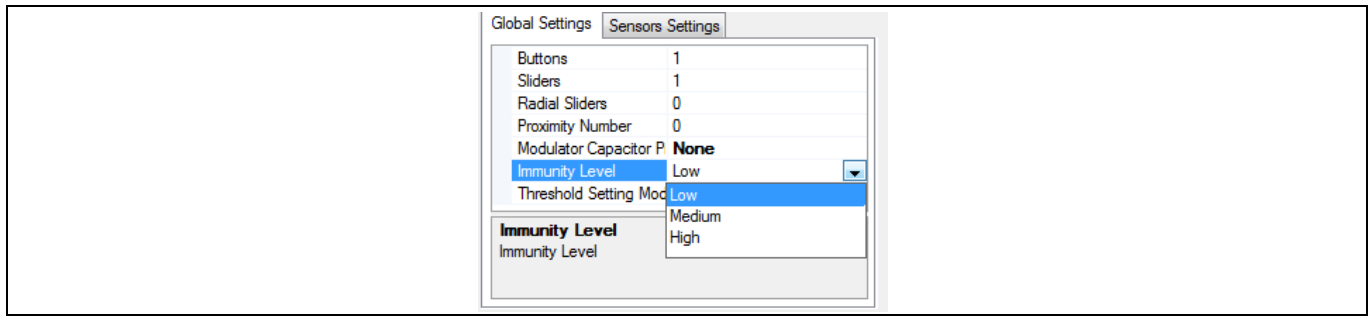 Global Settings Sensors Settings
Buttons 1
Sliders 1
Radial Sliders 0
Proximity Number 0
Modulator Capacitor P None
Immunity Level Low
Threshold Setting Mod Low
Medium
Immunity Level High
Immunity Level